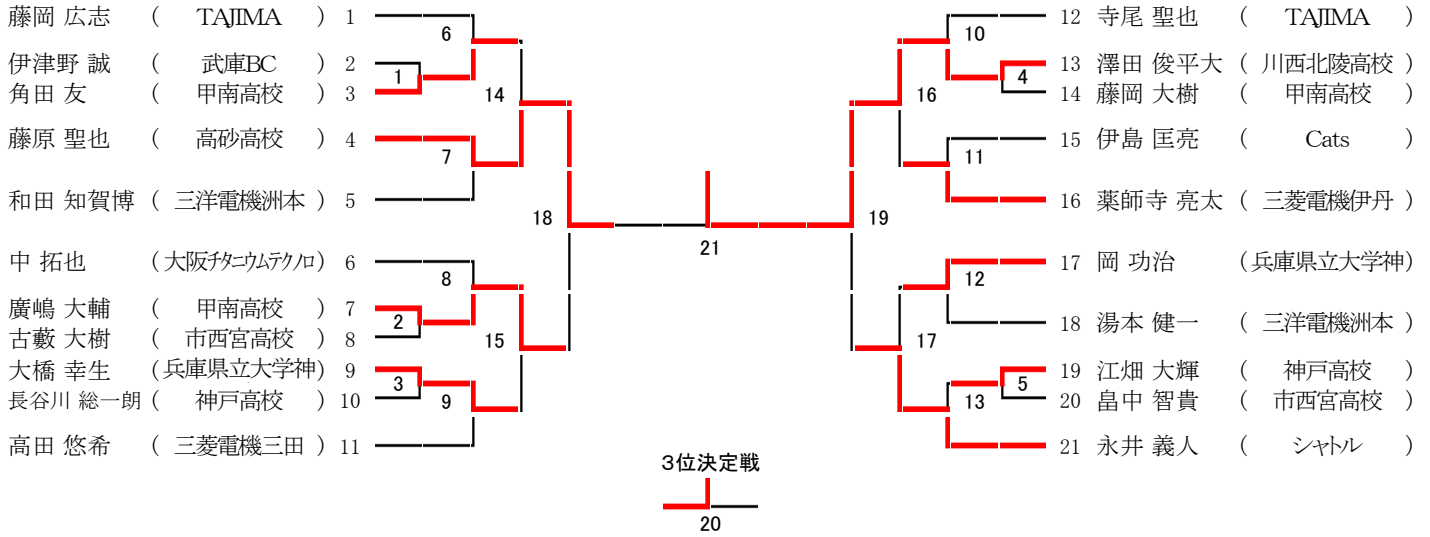 藤岡 広志 ( TAJIMA ) 1
伊津野 誠 ( 武庫BC ) 2
角田 友 ( 甲南高校 ) 3
藤原 聖也 ( 高砂高校 ) 4
和田 知賀博 ( 三洋電機洲本 ) 5
中 拓也 (大阪チタニウムテクノロ) 6
廣嶋 大輔 ( 甲南高校 ) 7
古藪 大樹 ( 市西宮高校 ) 8
大橋 幸生 (兵庫県立大学神) 9
長谷川 総一朗 ( 神戸高校 ) 10
高田 悠希 ( 三菱電機三田 ) 11
6
1
14
7
18
8
2
15
3
9
21
10
4
16
11
19
12
17
5
13
12 寺尾 聖也 ( TAJIMA )
13 澤田 俊平大 ( 川西北陵高校 )
14 藤岡 大樹 ( 甲南高校 )
15 伊島 匡亮 ( Cats )
16 薬師寺 亮太 ( 三菱電機伊丹 )
17 岡 功治 (兵庫県立大学神)
18 湯本 健一 ( 三洋電機洲本 )
19 江畑 大輝 ( 神戸高校 )
20 畠中 智貴 ( 市西宮高校 )
21 永井 義人 ( シャトル )
3位決定戦
20